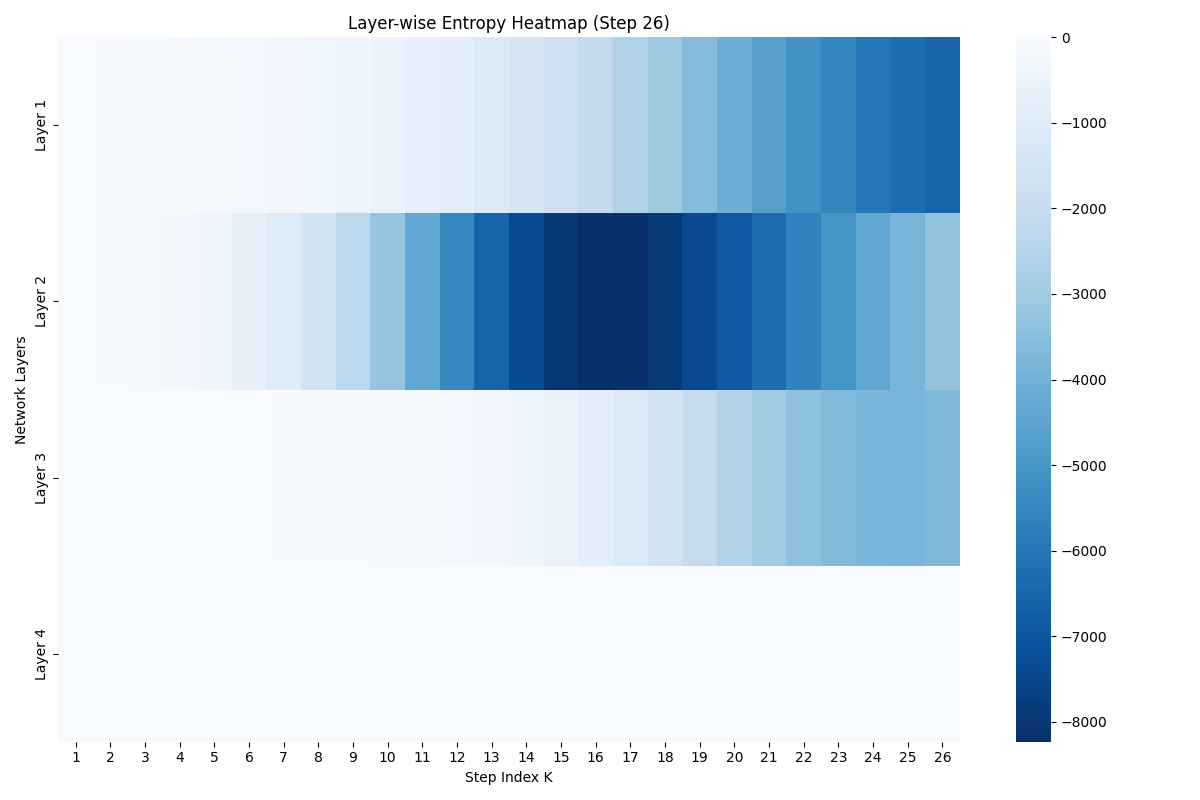 Layer-wise Entropy Heatmap (Step 26)
Network Layers
Layer 1
Layer 2
Layer 3
Layer 4
1 2 3 4 5 6 7 8 9 10 11 12 13 14 15 16 17 18 19 20 21 22 23 24 25 26
Step Index K
0
−1000
−2000
−3000
−4000
−5000
−6000
−7000
−8000